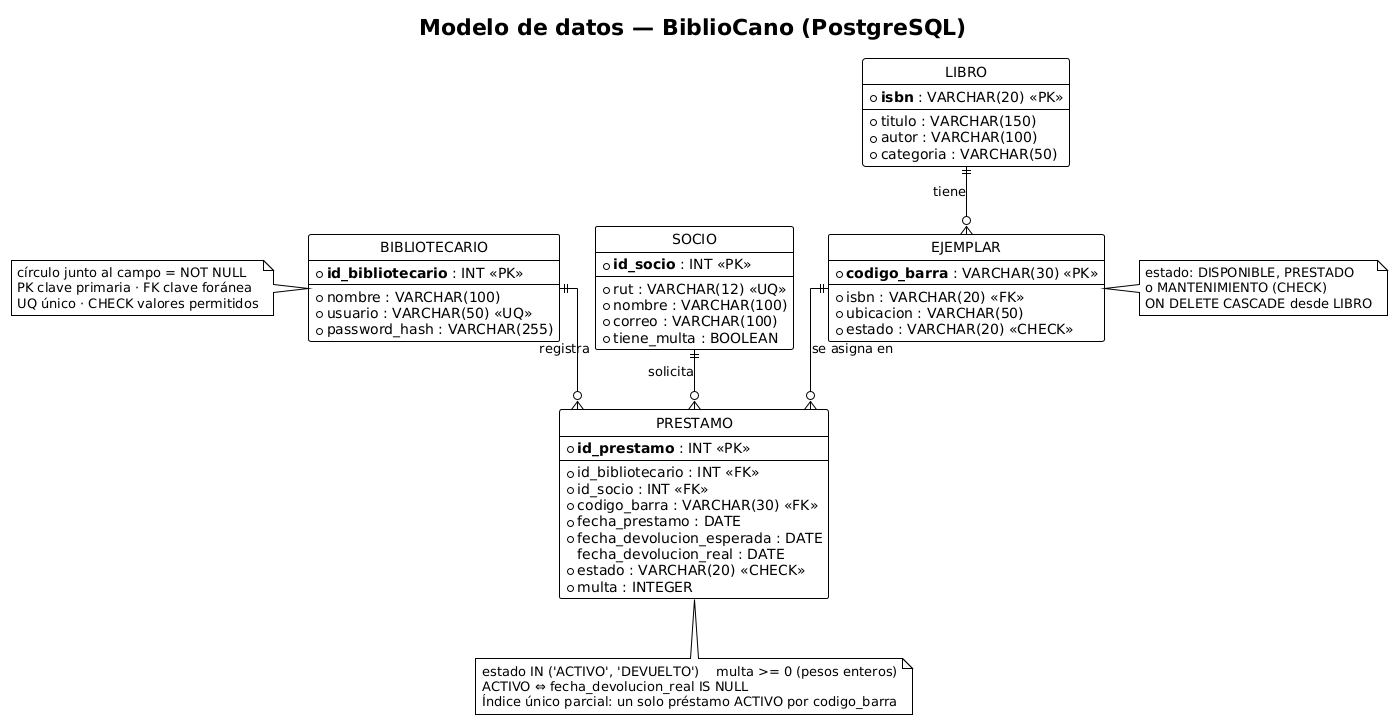 Modelo de datos — BiblioCano (PostgreSQL)
LIBRO
isbn : VARCHAR(20) «PK»
titulo : VARCHAR(150)
autor : VARCHAR(100)
categoria : VARCHAR(50)
tiene
círculo junto al campo = NOT NULL
PK clave primaria · FK clave foránea
UQ único · CHECK valores permitidos
BIBLIOTECARIO
id_bibliotecario : INT «PK»
nombre : VARCHAR(100)
usuario : VARCHAR(50) «UQ»
password_hash : VARCHAR(255)
SOCIO
id_socio : INT «PK»
rut : VARCHAR(12) «UQ»
nombre : VARCHAR(100)
correo : VARCHAR(100)
tiene_multa : BOOLEAN
EJEMPLAR
codigo_barra : VARCHAR(30) «PK»
isbn : VARCHAR(20) «FK»
ubicacion : VARCHAR(50)
estado : VARCHAR(20) «CHECK»
estado: DISPONIBLE, PRESTADO
o MANTENIMIENTO (CHECK)
ON DELETE CASCADE desde LIBRO
registra
solicita
se asigna en
PRESTAMO
id_prestamo : INT «PK»
id_bibliotecario : INT «FK»
id_socio : INT «FK»
codigo_barra : VARCHAR(30) «FK»
fecha_prestamo : DATE
fecha_devolucion_esperada : DATE
fecha_devolucion_real : DATE
estado : VARCHAR(20) «CHECK»
multa : INTEGER
estado IN ('ACTIVO', 'DEVUELTO')    multa >= 0 (pesos enteros)
ACTIVO ⇔ fecha_devolucion_real IS NULL
Índice único parcial: un solo préstamo ACTIVO por codigo_barra